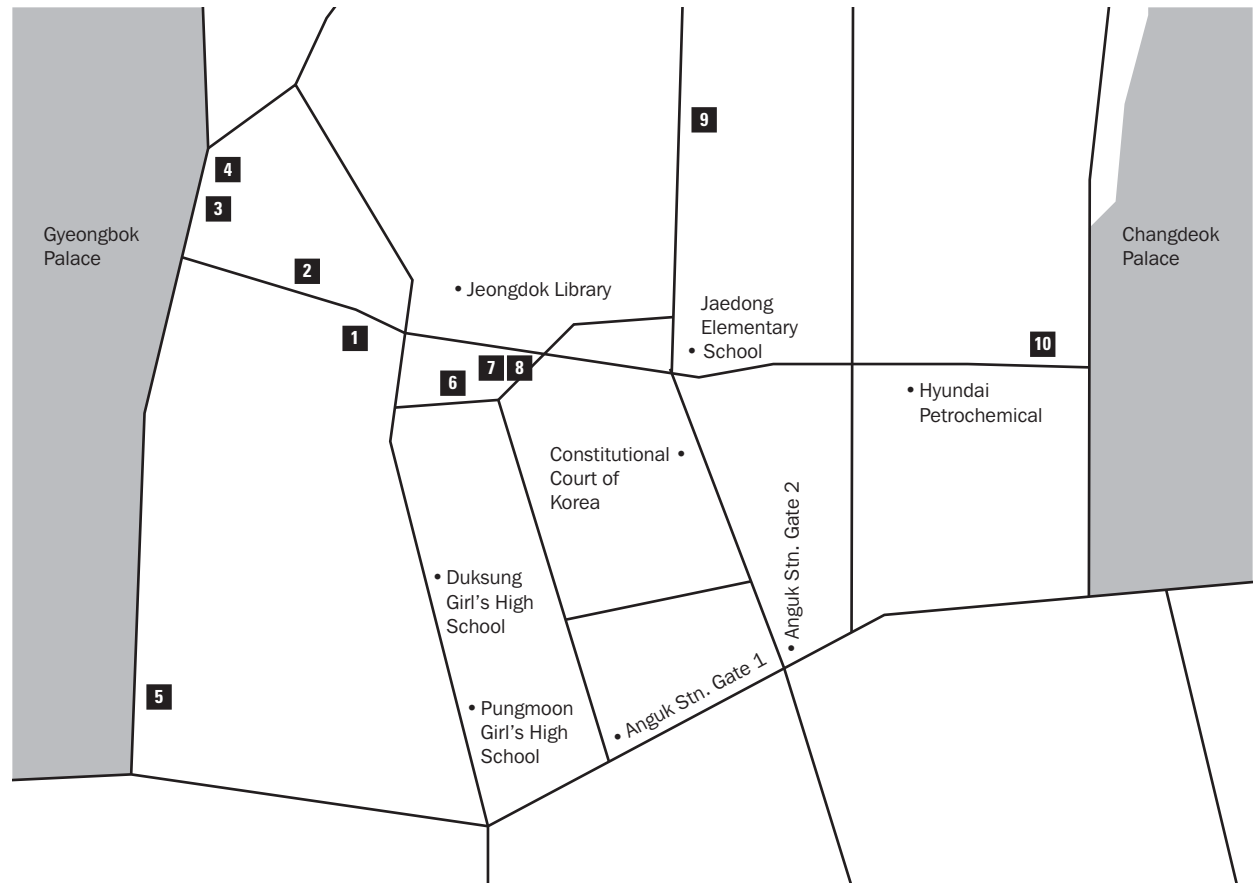 9
4
3
Gyeongbok
Palace
Changdeok
Palace
2
• Jeongdok Library
1
Jaedong
Elementary
• School
10
7
8
6
• Hyundai
Petrochemical
Constitutional •
Court of
Korea
• Anguk Stn. Gate 2
• Duksung
Girl's High
School
• Anguk Stn. Gate 1
5
• Pungmoon
Girl's High
School